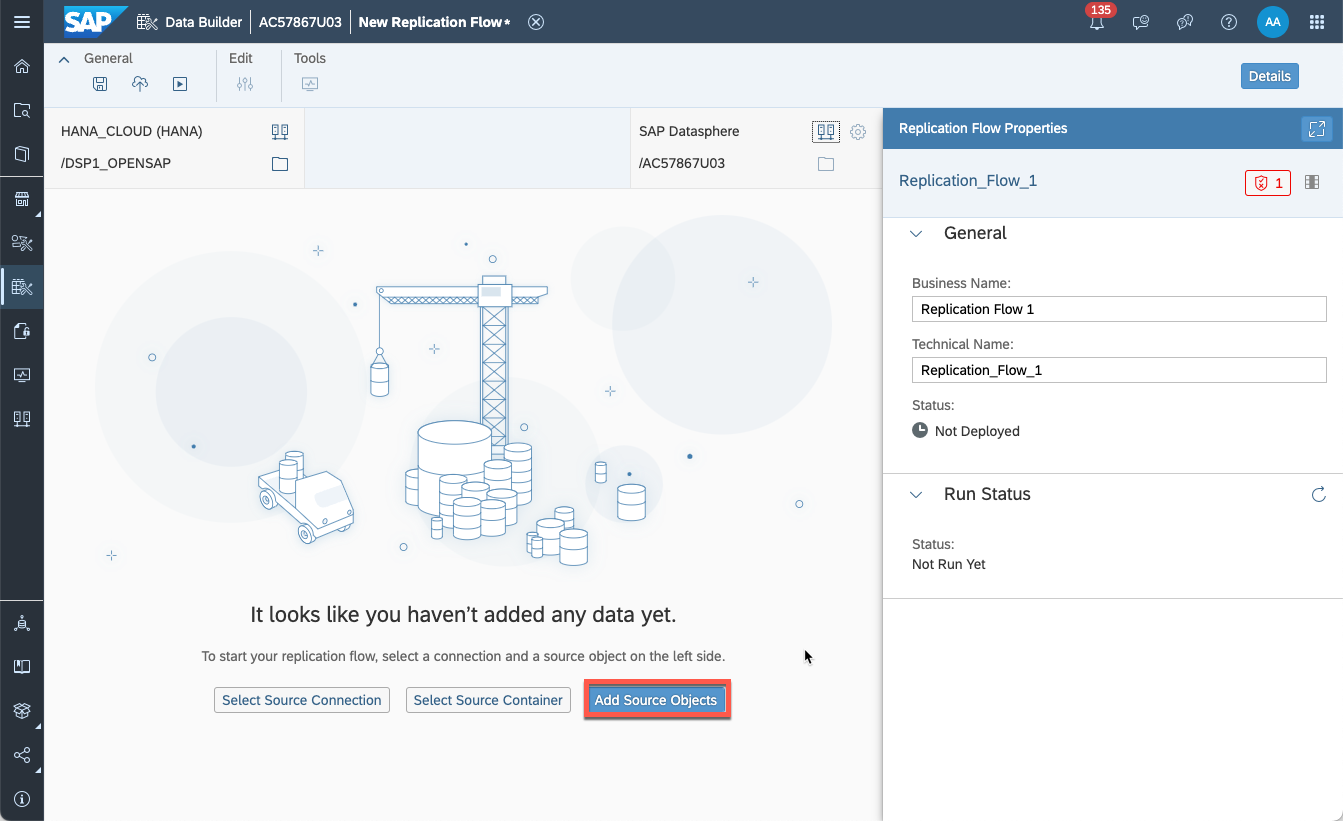 SAP Data Builder AC57867U03 New Replication Flow* 135 AA
General Edit Tools
Details
HANA_CLOUD (HANA) SAP Datasphere
/DSP1_OPENSAP /AC57867U03
It looks like you haven't added any data yet.
To start your replication flow, select a connection and a source object on the left side.
Select Source Connection Select Source Container Add Source Objects
Replication Flow Properties
Replication_Flow_1 1
General
Business Name:
Replication Flow 1
Technical Name:
Replication_Flow_1
Status:
Not Deployed
Run Status
Status:
Not Run Yet